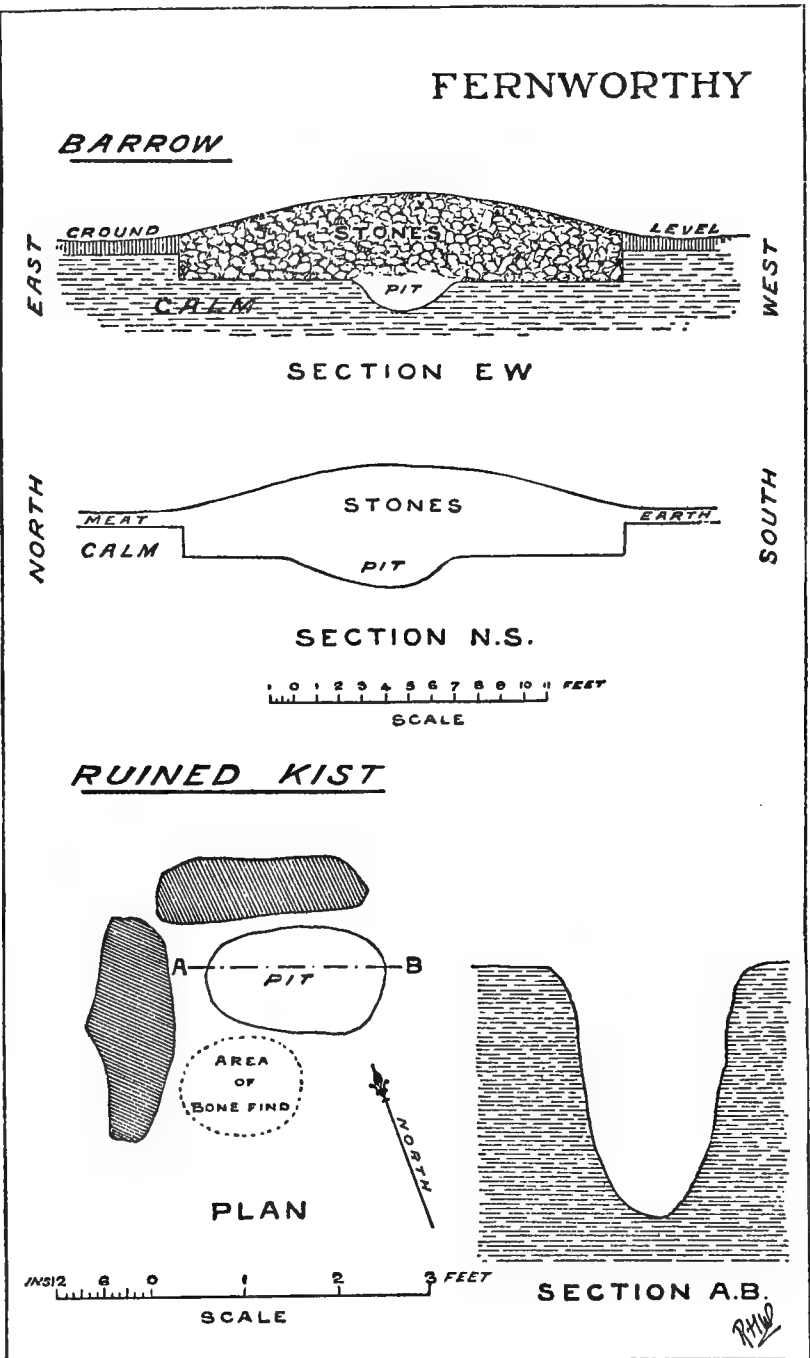 FERNWORTHY
BARROW
GROUND LEVEL
STONES
EAST
WEST
PIT
CALM
SECTION EW
NORTH
SOUTH
STONES
MEAT EARTH
CALM
PIT
SECTION N.S.
1 0 1 2 3 4 5 6 7 8 9 10 11 FEET
SCALE
RUINED KIST
A B
PIT
AREA
OF
BONE FIND
NORTH
PLAN
INS12 6 0 1 2 3 FEET
SCALE
SECTION A.B.
RHW